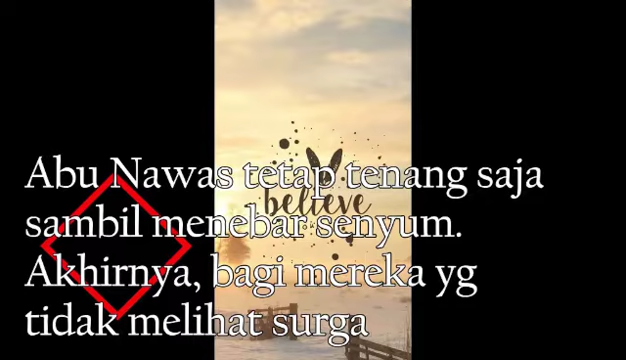 Abu Nawas tetap tenang saja
sambil menebar senyum.
Akhirnya, bagi mereka yg
tidak melihat surga
believe